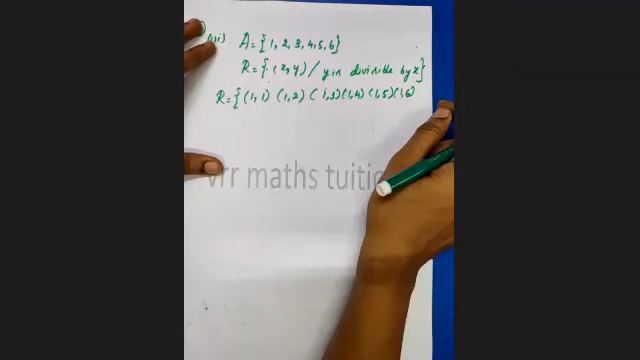 (iii) A = {1, 2, 3, 4, 5, 6}
R = {(x, y) / y is divisible by x}
R = {(1, 1) (1, 2) (1, 3) (1, 4) (1, 5) (1, 6)
vrr maths tuition